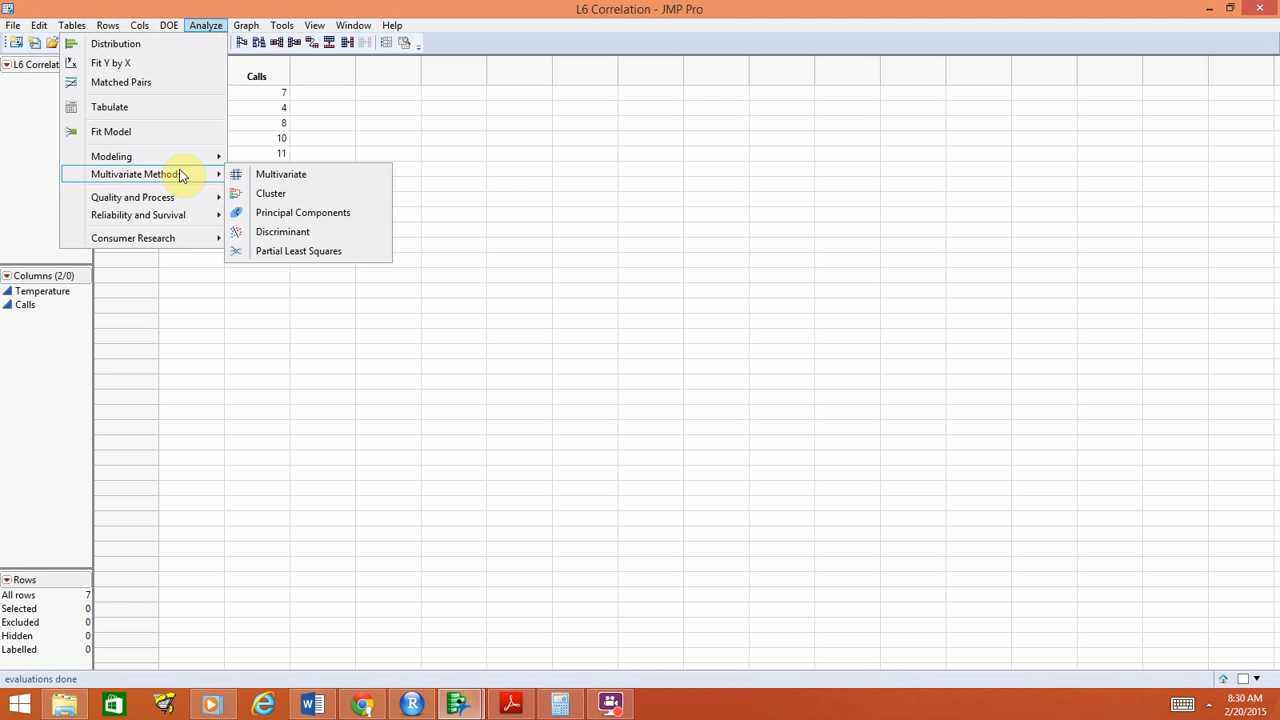 L6 Correlation - JMP Pro
File Edit Tables Rows Cols DOE Analyze Graph Tools View Window Help
L6 Correlat
Distribution
Fit Y by X
Matched Pairs
Tabulate
Fit Model
Modeling
Multivariate Method
Quality and Process
Reliability and Survival
Consumer Research
Multivariate
Cluster
Principal Components
Discriminant
Partial Least Squares
Calls
7
4
8
10
11
Columns (2/0)
Temperature
Calls
Rows
All rows 7
Selected 0
Excluded 0
Hidden 0
Labelled 0
evaluations done
8:30 AM
2/20/2015